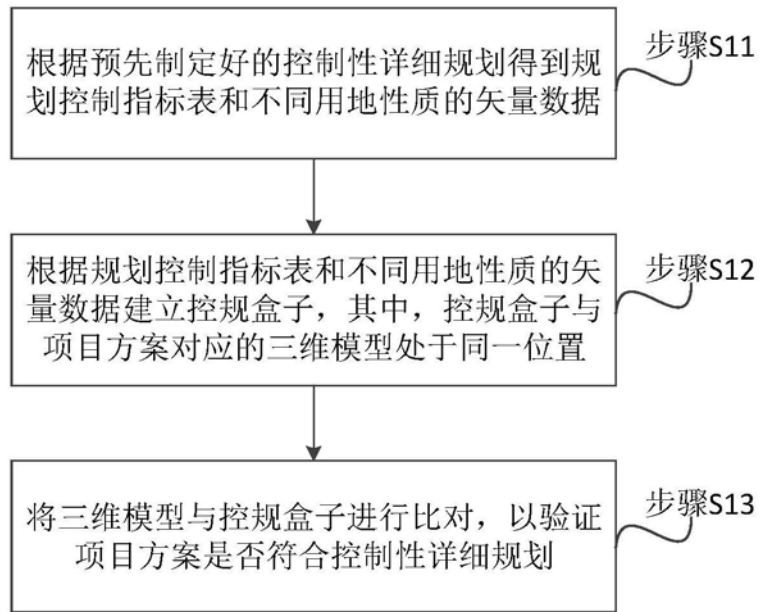 根据预先制定好的控制性详细规划得到规
划控制指标表和不同用地性质的矢量数据
步骤S11
根据规划控制指标表和不同用地性质的矢
量数据建立控规盒子，其中，控规盒子与
项目方案对应的三维模型处于同一位置
步骤S12
将三维模型与控规盒子进行比对，以验证
项目方案是否符合控制性详细规划
步骤S13